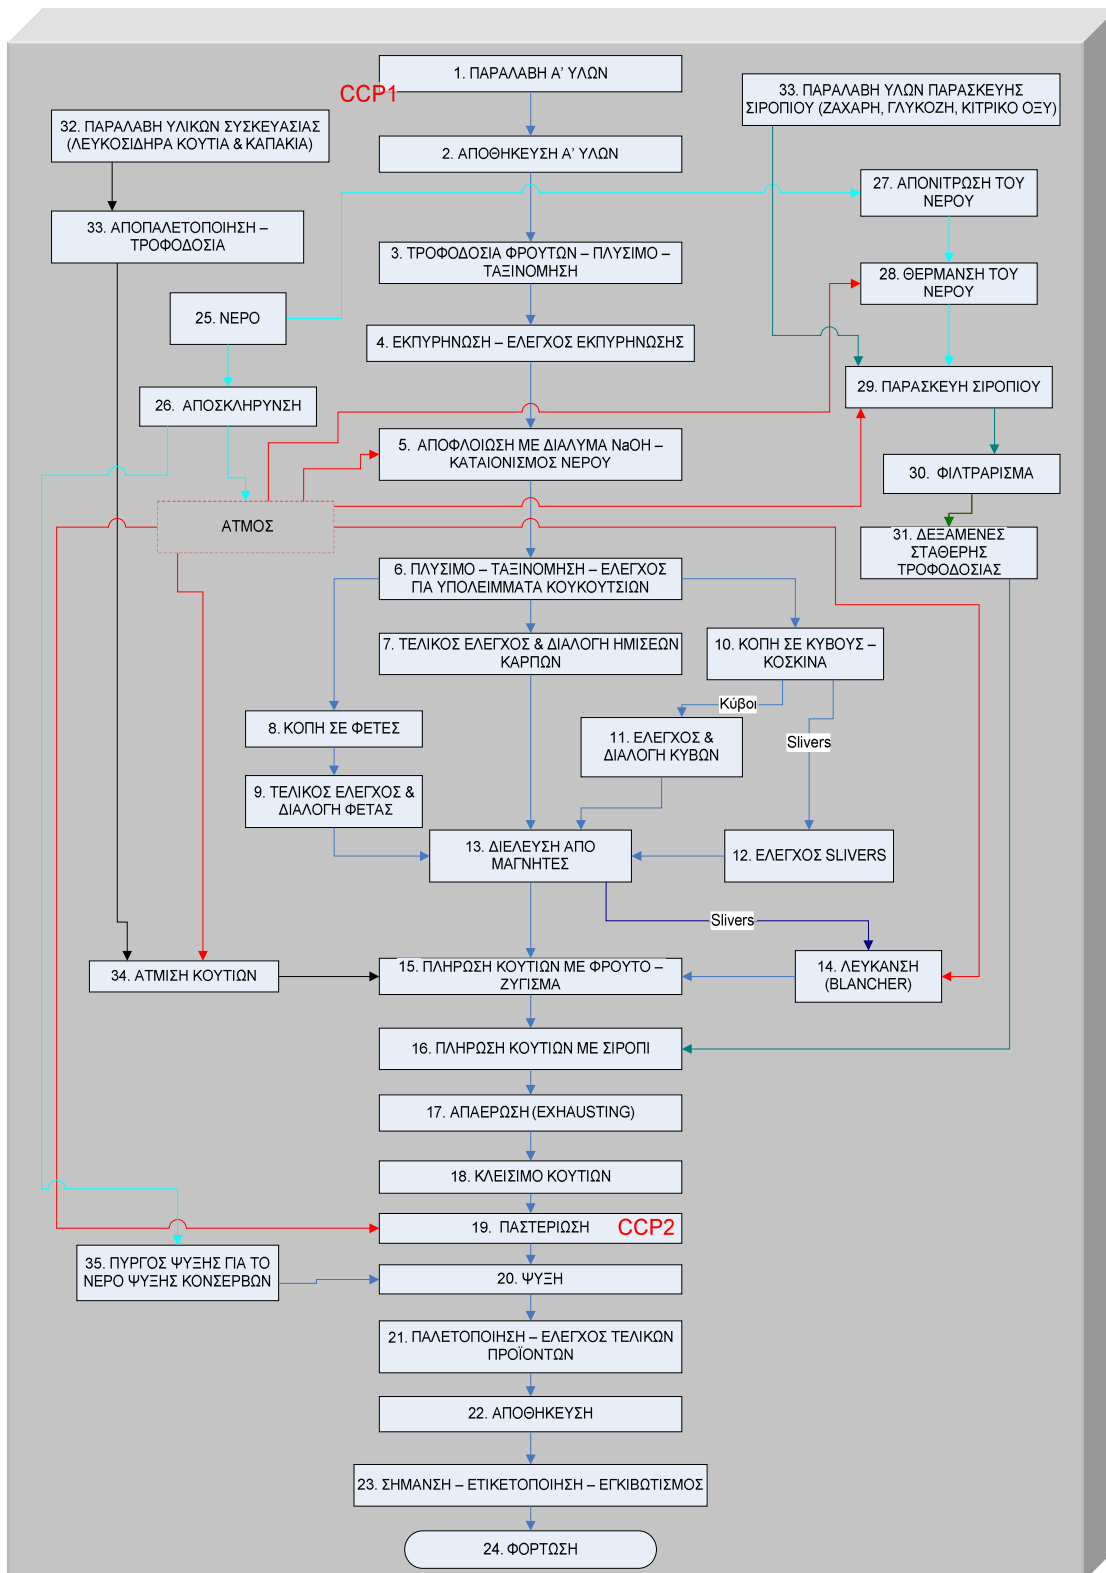 1. ΠΑΡΑΛΑΒΗ Α' ΥΛΩΝ
CCP1
33. ΠΑΡΑΛΑΒΗ ΥΛΩΝ ΠΑΡΑΣΚΕΥΗΣ
ΣΙΡΟΠΙΟΥ (ΖΑΧΑΡΗ, ΓΛΥΚΟΖΗ, ΚΙΤΡΙΚΟ ΟΞΥ)
32. ΠΑΡΑΛΑΒΗ ΥΛΙΚΩΝ ΣΥΣΚΕΥΑΣΙΑΣ
(ΛΕΥΚΟΣΙΔΗΡΑ ΚΟΥΤΙΑ & ΚΑΠΑΚΙΑ)
2. ΑΠΟΘΗΚΕΥΣΗ Α' ΥΛΩΝ
27. ΑΠΟΝΙΤΡΩΣΗ ΤΟΥ
ΝΕΡΟΥ
33. ΑΠΟΠΑΛΕΤΟΠΟΙΗΣΗ –
ΤΡΟΦΟΔΟΣΙΑ
3. ΤΡΟΦΟΔΟΣΙΑ ΦΡΟΥΤΩΝ – ΠΛΥΣΙΜΟ –
ΤΑΞΙΝΟΜΗΣΗ
28. ΘΕΡΜΑΝΣΗ ΤΟΥ
ΝΕΡΟΥ
25. ΝΕΡΟ
4. ΕΚΠΥΡΗΝΩΣΗ – ΕΛΕΓΧΟΣ ΕΚΠΥΡΗΝΩΣΗΣ
29. ΠΑΡΑΣΚΕΥΗ ΣΙΡΟΠΙΟΥ
26. ΑΠΟΣΚΛΗΡΥΝΣΗ
5. ΑΠΟΦΛΟΙΩΣΗ ΜΕ ΔΙΑΛΥΜΑ NaOH –
ΚΑΤΑΙΟΝΙΣΜΟΣ ΝΕΡΟΥ
30. ΦΙΛΤΡΑΡΙΣΜΑ
ΑΤΜΟΣ
31. ΔΕΞΑΜΕΝΕΣ
ΣΤΑΘΕΡΗΣ
ΤΡΟΦΟΔΟΣΙΑΣ
6. ΠΛΥΣΙΜΟ – ΤΑΞΙΝΟΜΗΣΗ – ΕΛΕΓΧΟΣ
ΓΙΑ ΥΠΟΛΕΙΜΜΑΤΑ ΚΟΥΚΟΥΤΣΙΩΝ
7. ΤΕΛΙΚΟΣ ΕΛΕΓΧΟΣ & ΔΙΑΛΟΓΗ ΗΜΙΣΕΩΝ
ΚΑΡΠΩΝ
10. ΚΟΠΗ ΣΕ ΚΥΒΟΥΣ –
ΚΟΣΚΙΝΑ
Κύβοι
8. ΚΟΠΗ ΣΕ ΦΕΤΕΣ
11. ΕΛΕΓΧΟΣ &
ΔΙΑΛΟΓΗ ΚΥΒΩΝ
Slivers
9. ΤΕΛΙΚΟΣ ΕΛΕΓΧΟΣ &
ΔΙΑΛΟΓΗ ΦΕΤΑΣ
13. ΔΙΕΛΕΥΣΗ ΑΠΟ
ΜΑΓΝΗΤΕΣ
12. ΕΛΕΓΧΟΣ SLIVERS
Slivers
34. ΑΤΜΙΣΗ ΚΟΥΤΙΩΝ
15. ΠΛΗΡΩΣΗ ΚΟΥΤΙΩΝ ΜΕ ΦΡΟΥΤΟ –
ΖΥΓΙΣΜΑ
14. ΛΕΥΚΑΝΣΗ
(BLANCHER)
16. ΠΛΗΡΩΣΗ ΚΟΥΤΙΩΝ ΜΕ ΣΙΡΟΠΙ
17. ΑΠΑΕΡΩΣΗ (EXHAUSTING)
18. ΚΛΕΙΣΙΜΟ ΚΟΥΤΙΩΝ
19. ΠΑΣΤΕΡΙΩΣΗ CCP2
35. ΠΥΡΓΟΣ ΨΥΞΗΣ ΓΙΑ ΤΟ
ΝΕΡΟ ΨΥΞΗΣ ΚΟΝΣΕΡΒΩΝ
20. ΨΥΞΗ
21. ΠΑΛΕΤΟΠΟΙΗΣΗ – ΕΛΕΓΧΟΣ ΤΕΛΙΚΩΝ
ΠΡΟΪΟΝΤΩΝ
22. ΑΠΟΘΗΚΕΥΣΗ
23. ΣΗΜΑΝΣΗ – ΕΤΙΚΕΤΟΠΟΙΗΣΗ – ΕΓΚΙΒΩΤΙΣΜΟΣ
24. ΦΟΡΤΩΣΗ